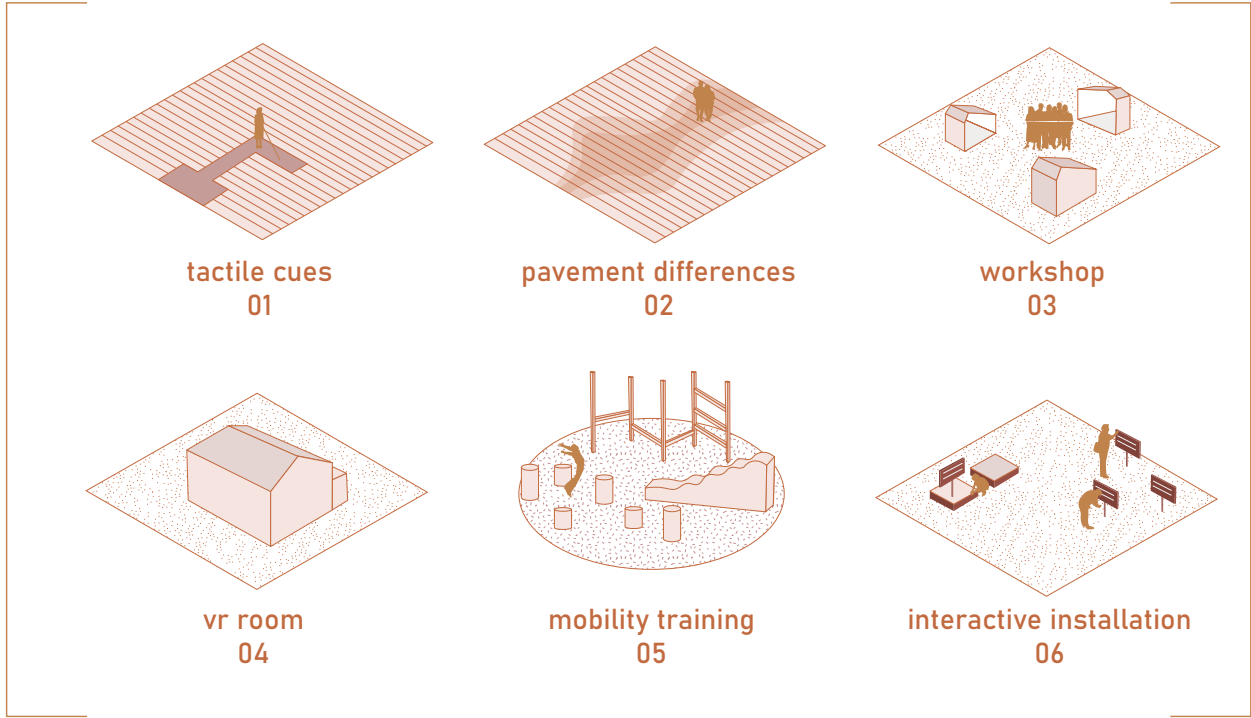 tactile cues
01
pavement differences
02
workshop
03
vr room
04
mobility training
05
interactive installation
06